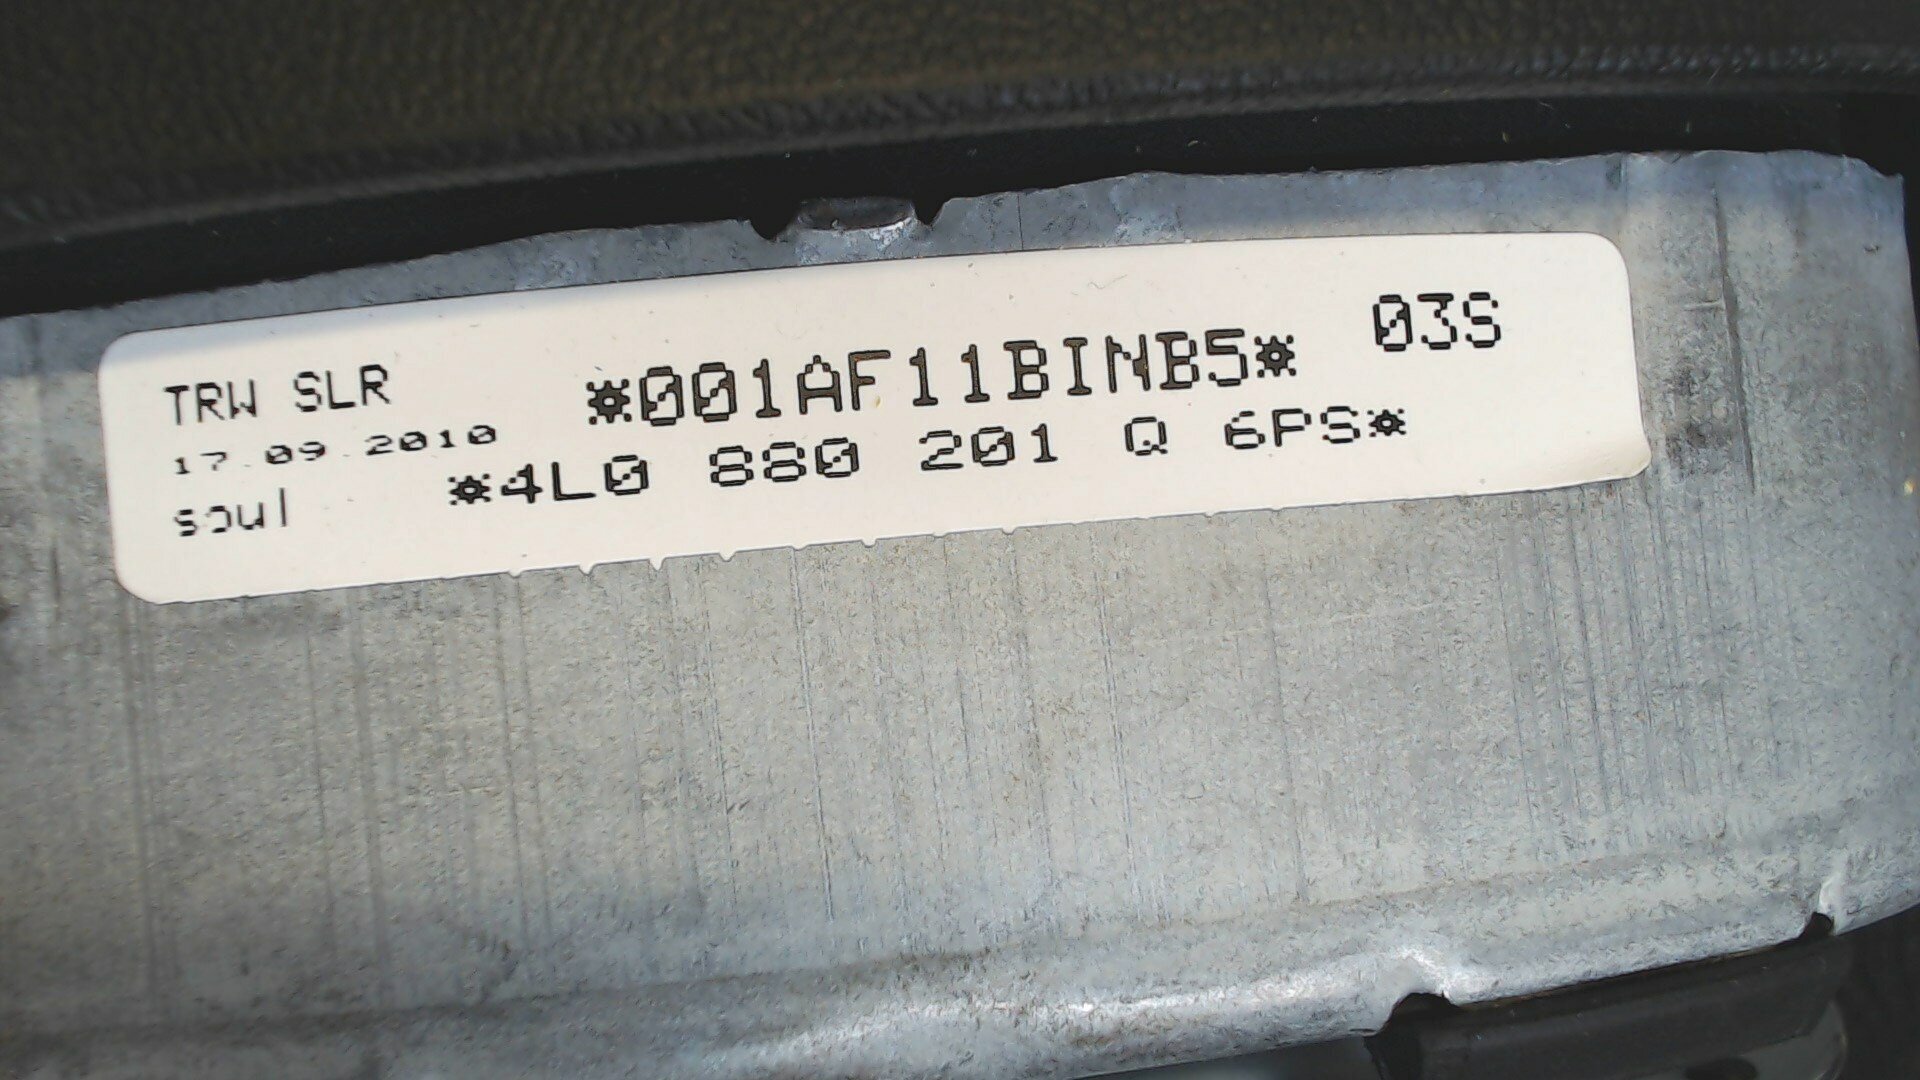 TRW SLR *001AF11BINB5* 03S
17.09.2010
soul *4L0 880 201 Q 6PS*